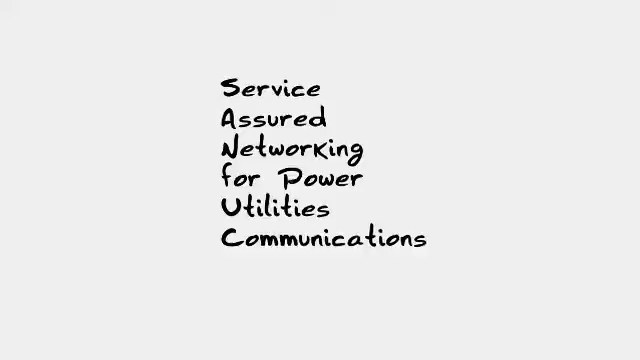 Service
Assured
Networking
for Power
Utilities
Communications